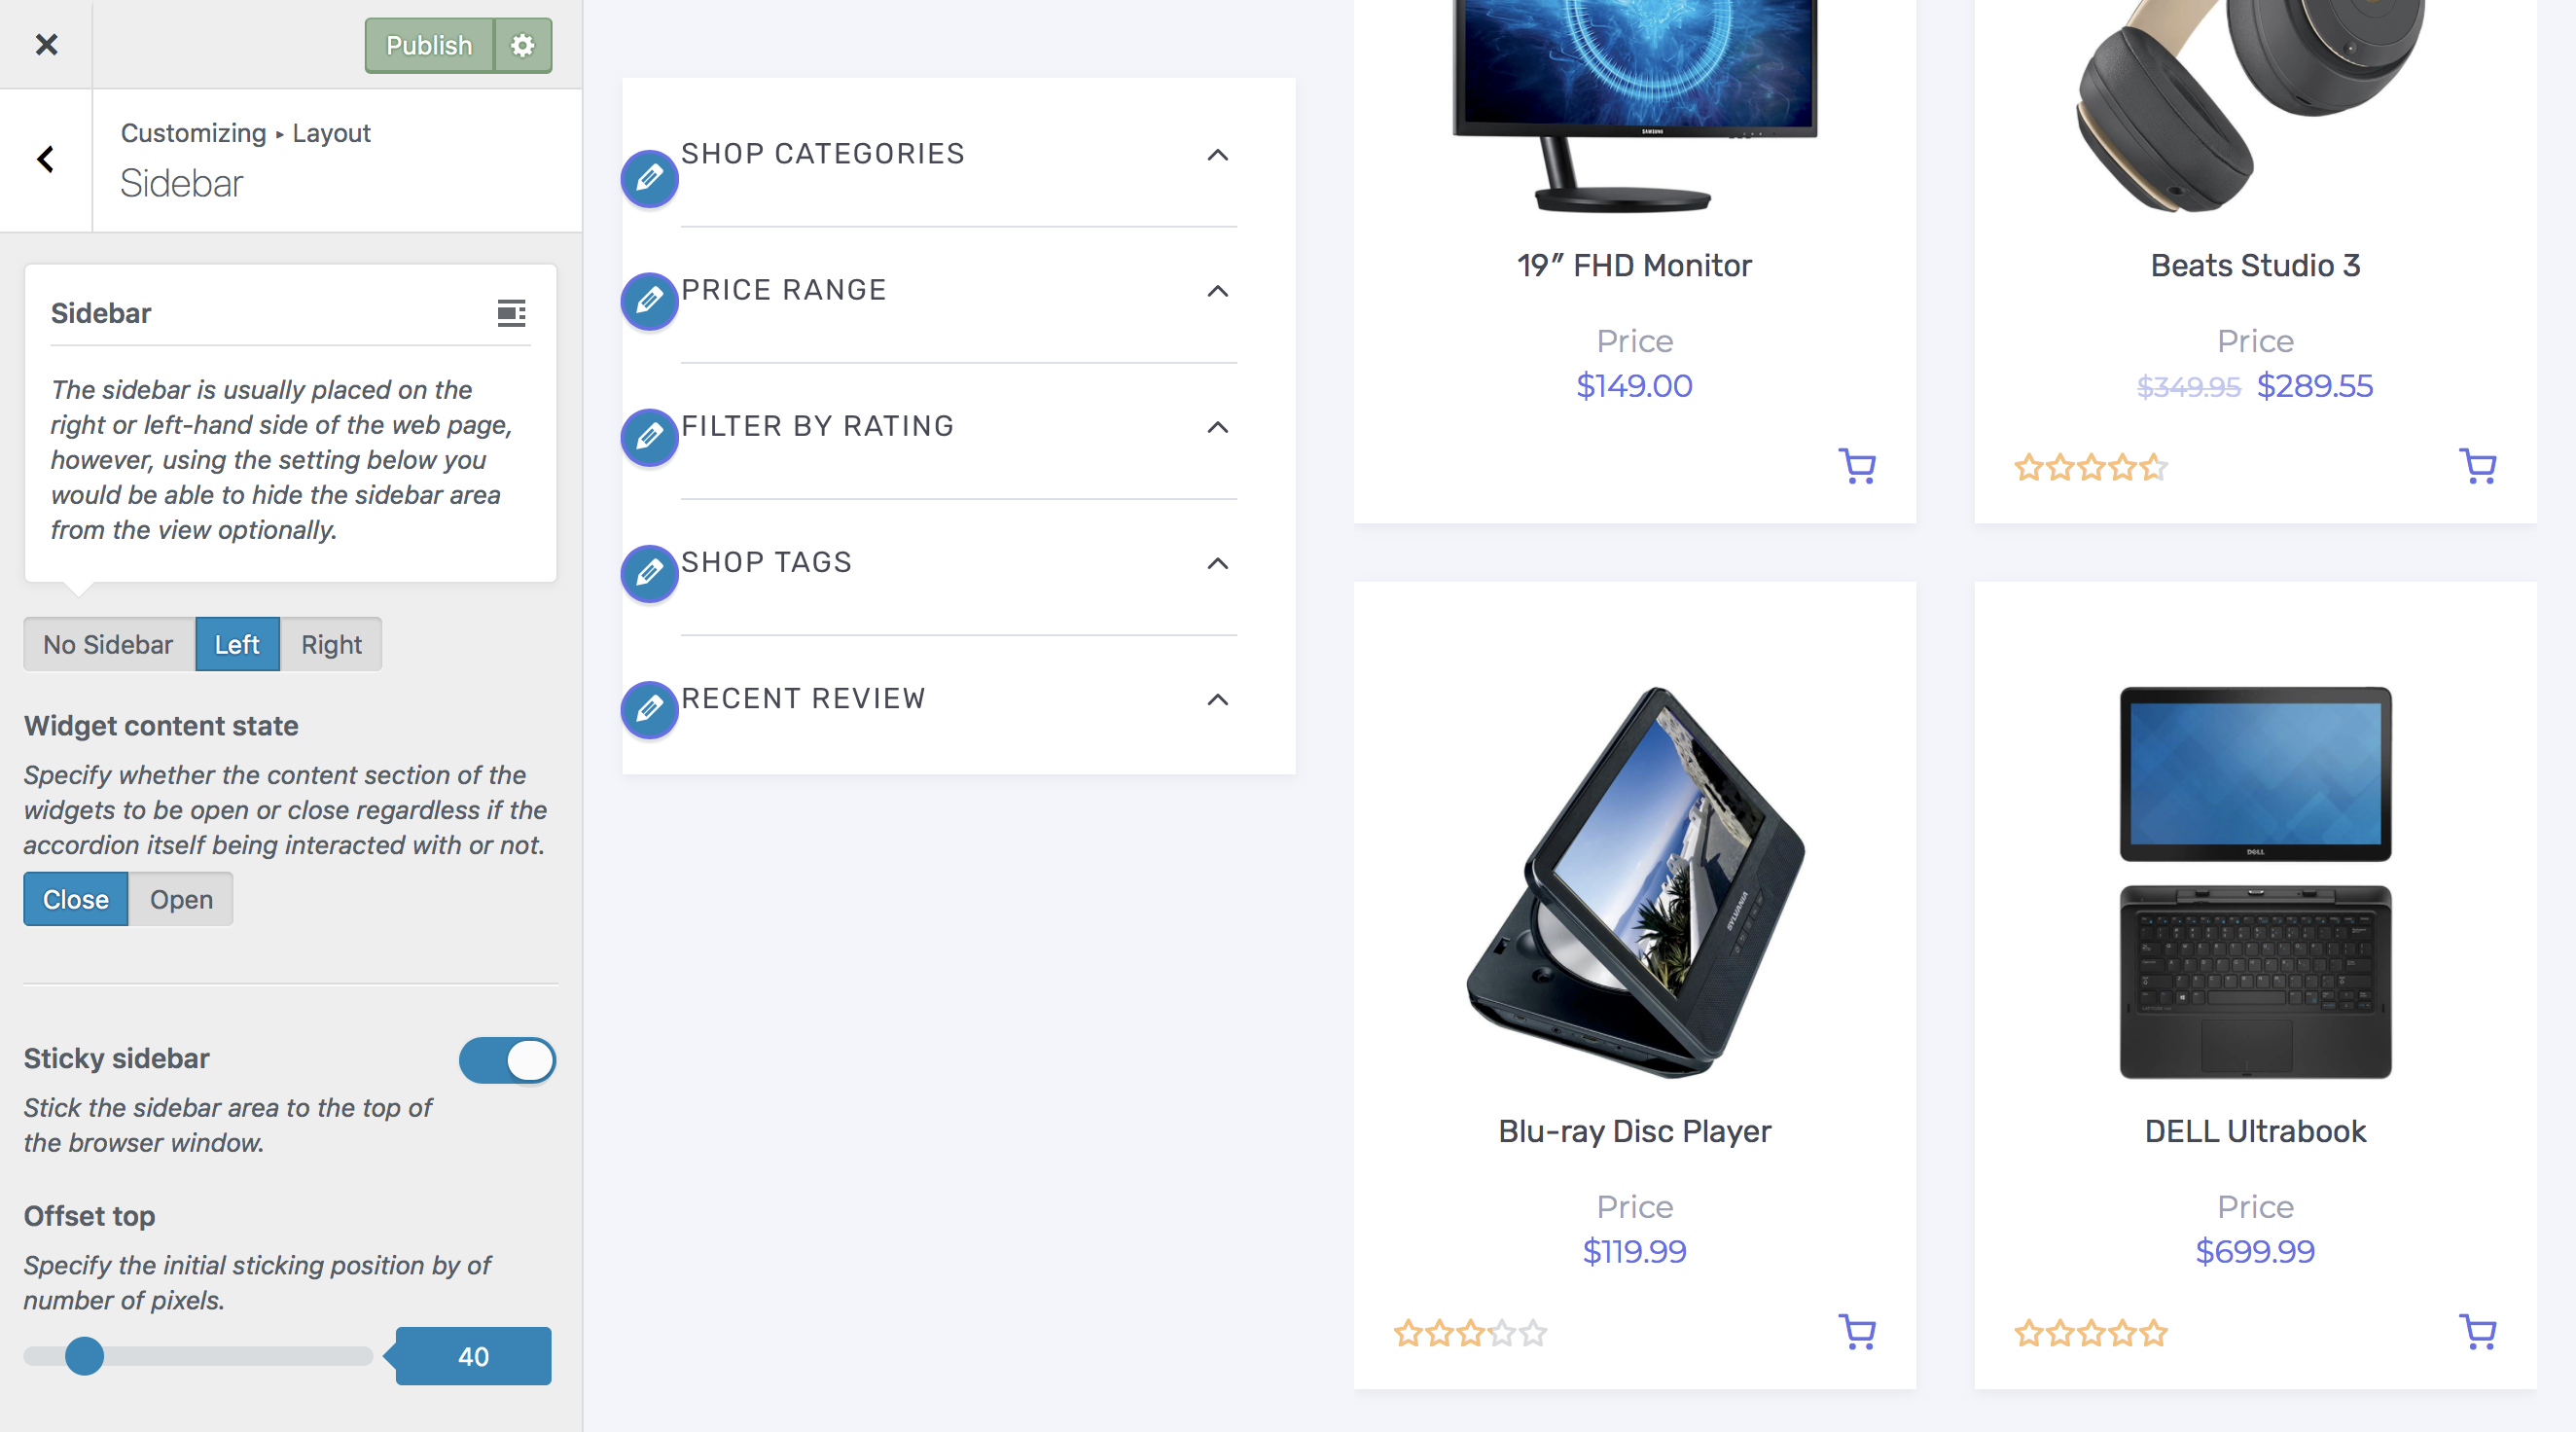 Publish
Customizing ▸ Layout
Sidebar
Sidebar
The sidebar is usually placed on the
right or left-hand side of the web page,
however, using the setting below you
would be able to hide the sidebar area
from the view optionally.
No Sidebar Left Right
Widget content state
Specify whether the content section of the
widgets to be open or close regardless if the
accordion itself being interacted with or not.
Close Open
Sticky sidebar
Stick the sidebar area to the top of
the browser window.
Offset top
Specify the initial sticking position by of
number of pixels.
40
SHOP CATEGORIES
PRICE RANGE
FILTER BY RATING
SHOP TAGS
RECENT REVIEW
SAMSUNG
19″ FHD Monitor
Price
$149.00
Beats Studio 3
Price
$349.95 $289.55
SYLVANIA
Blu-ray Disc Player
Price
$119.99
DELL
DELL Ultrabook
Price
$699.99